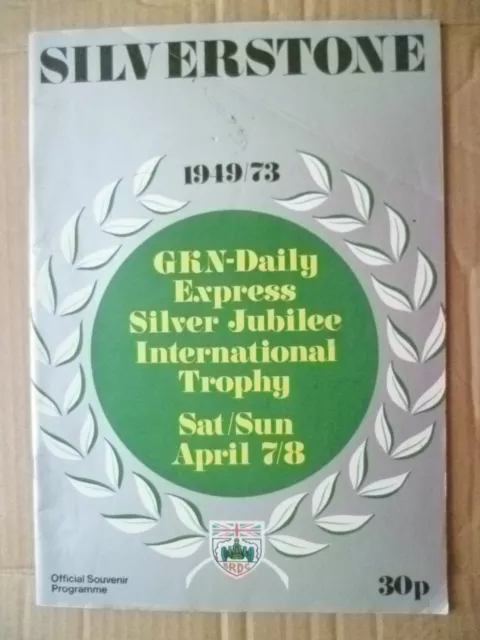 SILVERSTONE
1949/73
GKN-Daily
Express
Silver Jubilee
International
Trophy
Sat/Sun
April 7/8
BRDC
Official Souvenir
Programme
30p